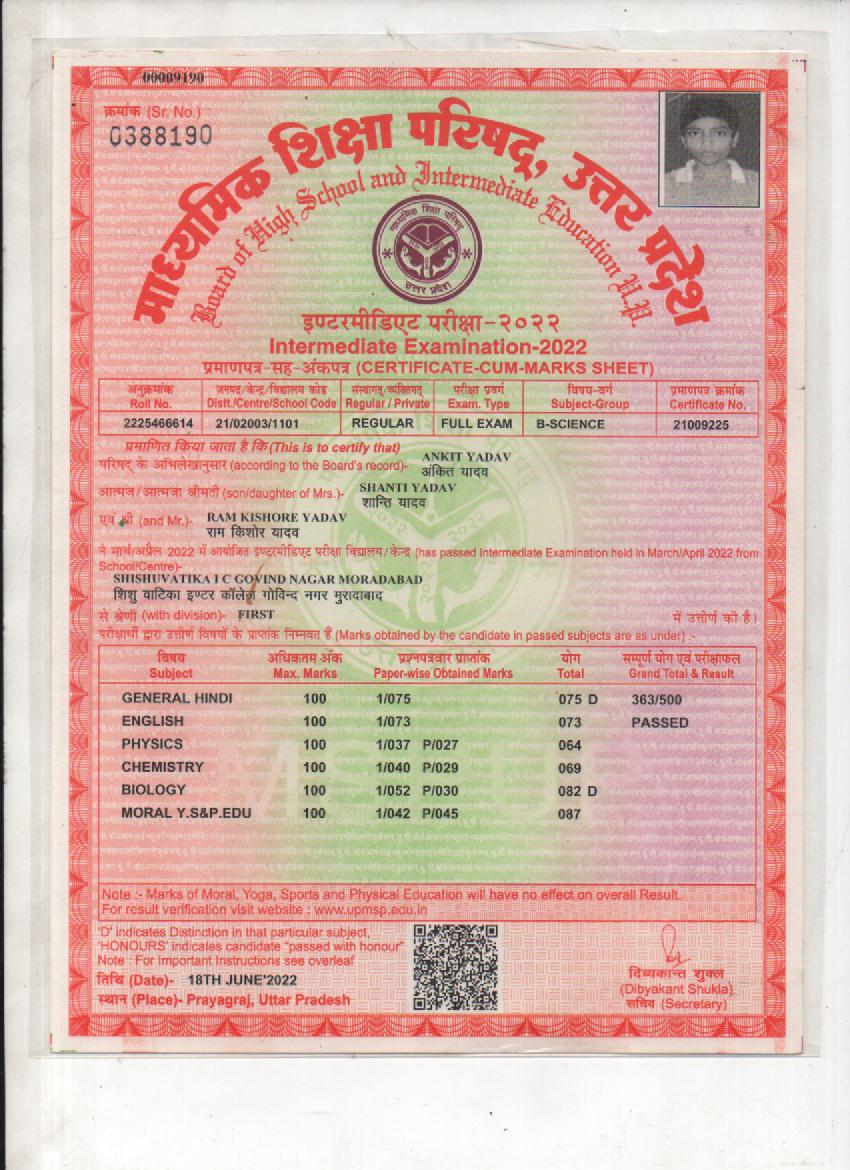 00009190
क्रमांक (Sr. No.)
0388190
माध्यमिक शिक्षा परिषद्, उत्तर प्रदेश
Board of High School and Intermediate Education U.P.
माध्यमिक शिक्षा परिषद्
उत्तर प्रदेश
इण्टरमीडिएट परीक्षा-२०२२
Intermediate Examination-2022
प्रमाणपत्र-सह-अंकपत्र (CERTIFICATE-CUM-MARKS SHEET)
अनुक्रमांक जनपद/केन्द्र/विद्यालय कोड संस्थागत/व्यक्तिगत परीक्षा प्रवर्ग विषय-वर्ग प्रमाणपत्र क्रमांक
Roll No. Distt./Centre/School Code Regular / Private Exam. Type Subject-Group Certificate No.
2225466614 21/02003/1101 REGULAR FULL EXAM B-SCIENCE 21009225
प्रमाणित किया जाता है कि (This is to certify that)
ANKIT YADAV
परिषद् के अभिलेखानुसार (according to the Board's record)- अंकित यादव
SHANTI YADAV
आत्मज/आत्मजा श्रीमती (son/daughter of Mrs.)- शान्ति यादव
एवं श्री (and Mr.)- RAM KISHORE YADAV
राम किशोर यादव
ने मार्च/अप्रैल 2022 में आयोजित इण्टरमीडिएट परीक्षा विद्यालय/केन्द्र (has passed Intermediate Examination held in March/April 2022 from
School/Centre)-
SHISHUVATIKA I C GOVIND NAGAR MORADABAD
शिशु वाटिका इण्टर कॉलेज गोविन्द नगर मुरादाबाद
से श्रेणी (with division)- FIRST में उत्तीर्ण की है।
परीक्षार्थी द्वारा उत्तीर्ण विषयों के प्राप्तांक निम्नवत हैं (Marks obtained by the candidate in passed subjects are as under) :-
विषय अधिकतम अंक प्रश्नपत्रवार प्राप्तांक योग सम्पूर्ण योग एवं परीक्षाफल
Subject Max. Marks Paper-wise Obtained Marks Total Grand Total & Result
GENERAL HINDI 100 1/075 075 D 363/500
ENGLISH 100 1/073 073 PASSED
PHYSICS 100 1/037 P/027 064
CHEMISTRY 100 1/040 P/029 069
BIOLOGY 100 1/052 P/030 082 D
MORAL Y.S&P.EDU 100 1/042 P/045 087
Note :- Marks of Moral, Yoga, Sports and Physical Education will have no effect on overall Result.
For result verification visit website : www.upmsp.edu.in
'D' indicates Distinction in that particular subject,
'HONOURS' indicates candidate "passed with honour"
Note : For Important Instructions see overleaf
तिथि (Date)- 18TH JUNE'2022
स्थान (Place)- Prayagraj, Uttar Pradesh
दिव्यकान्त शुक्ल
(Dibyakant Shukla)
सचिव (Secretary)